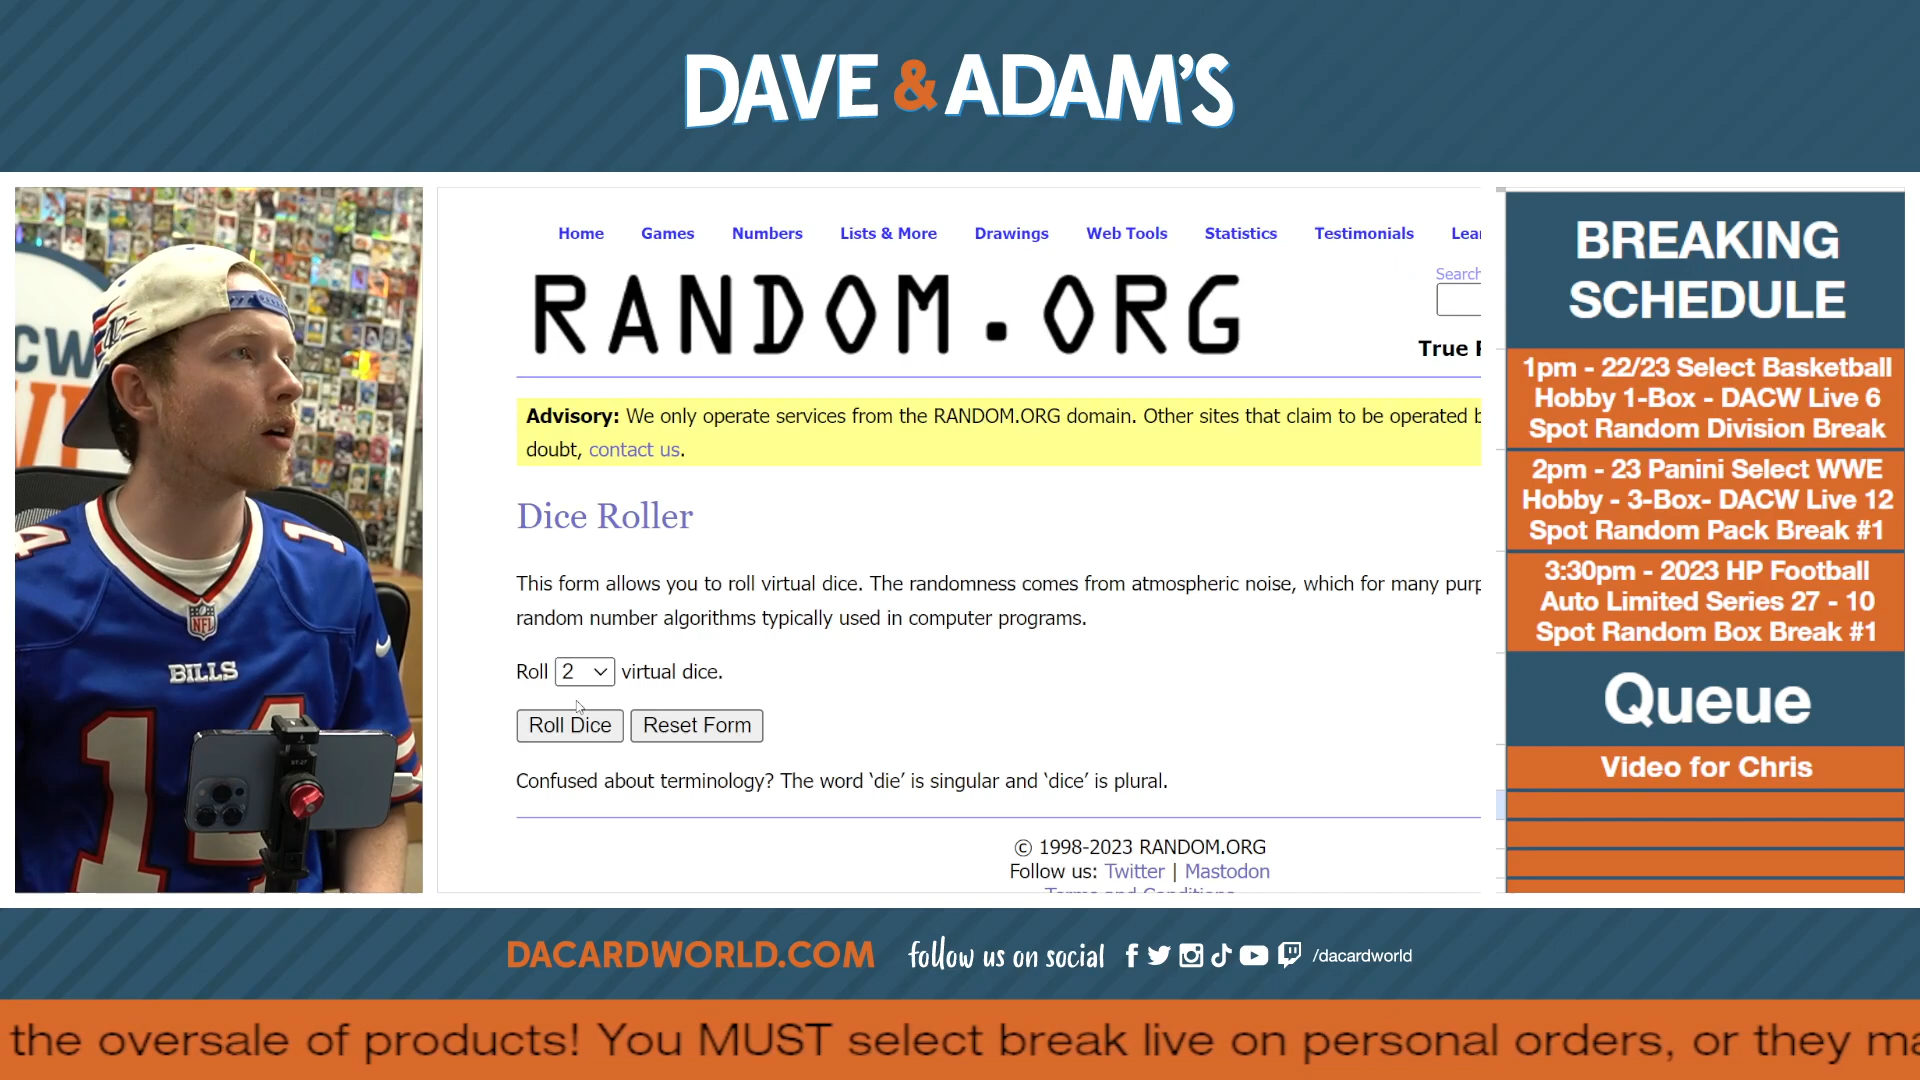 DAVE & ADAM'S
CW
BILLS
NFL
14
Home Games Numbers Lists & More Drawings Web Tools Statistics Testimonials
RANDOM.ORG
Search
True
Advisory: We only operate services from the RANDOM.ORG domain. Other sites that claim to be operated
doubt, contact us.
Dice Roller
This form allows you to roll virtual dice. The randomness comes from atmospheric noise, which for many
random number algorithms typically used in computer programs.
Roll 2 virtual dice.
Roll Dice Reset Form
Confused about terminology? The word ‘die’ is singular and ‘dice’ is plural.
© 1998-2023 RANDOM.ORG
Follow us: Twitter | Mastodon
BREAKING
SCHEDULE
1pm - 22/23 Select Basketball
Hobby 1-Box - DACW Live 6
Spot Random Division Break
2pm - 23 Panini Select WWE
Hobby - 3-Box- DACW Live 12
Spot Random Pack Break #1
3:30pm - 2023 HP Football
Auto Limited Series 27 - 10
Spot Random Box Break #1
Queue
Video for Chris
DACARDWORLD.COM follow us on social /dacardworld
the oversale of products! You MUST select break live on personal orders, or they